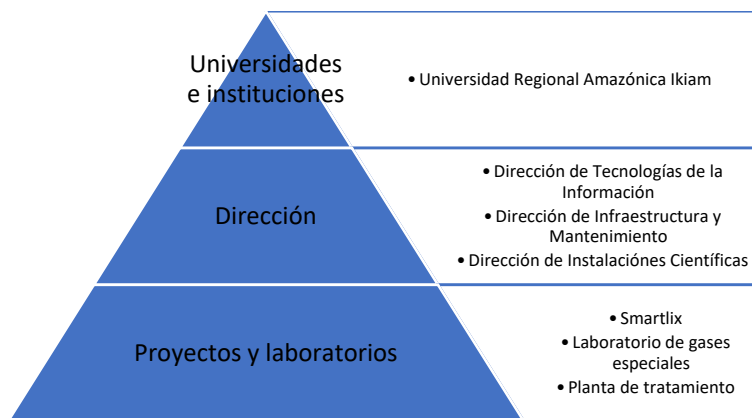 Universidades
e instituciones
• Universidad Regional Amazónica Ikiam
Dirección
• Dirección de Tecnologías de la
Información
• Dirección de Infraestructura y
Mantenimiento
• Dirección de Instalaciónes Científicas
Proyectos y laboratorios
• Smartlix
• Laboratorio de gases
especiales
• Planta de tratamiento